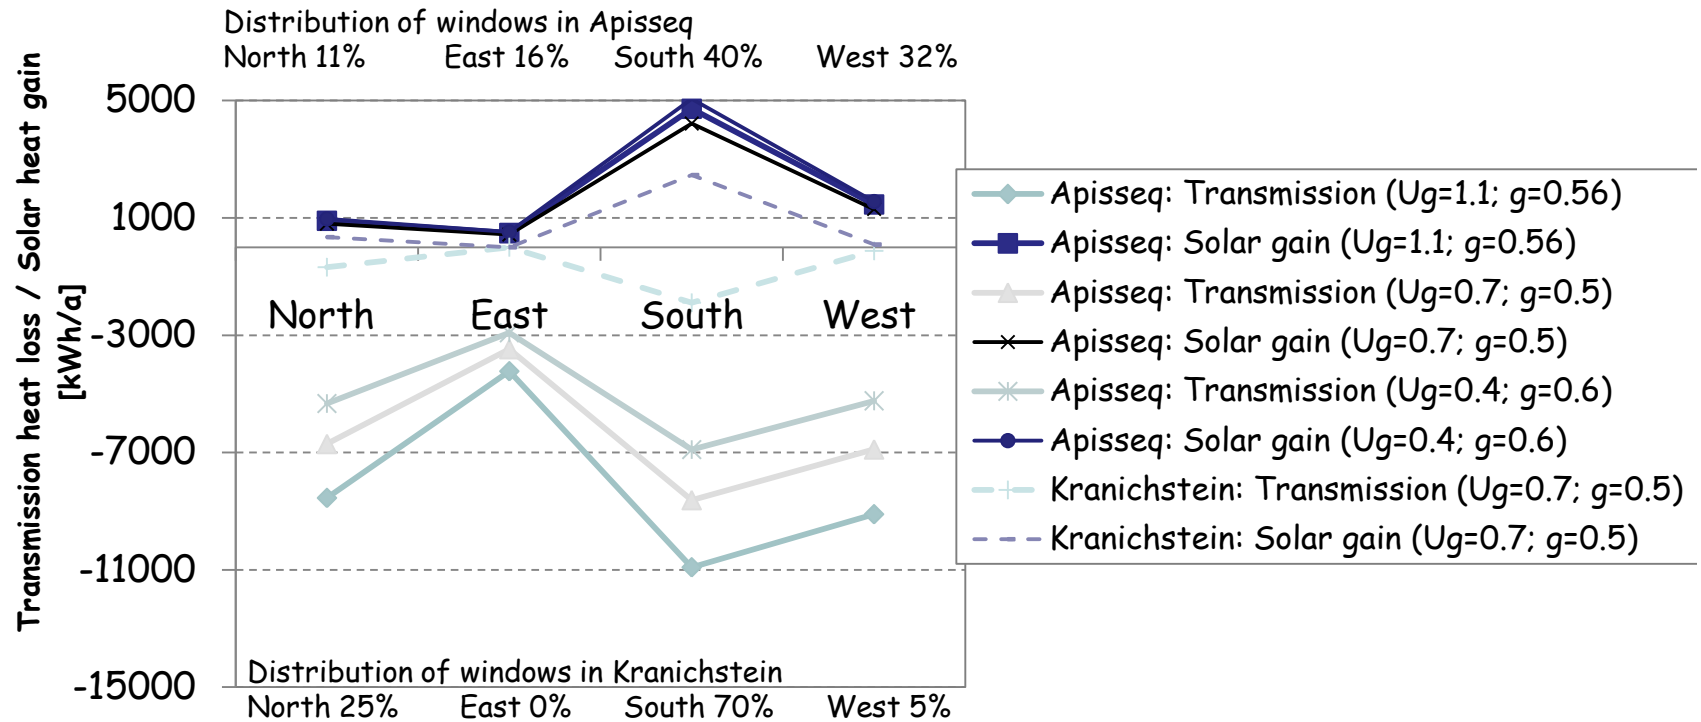 Distribution of windows in Apisseq
North 11% East 16% South 40% West 32%
Transmission heat loss / Solar heat gain
[kWh/a]
5000
1000
-3000
-7000
-11000
-15000
North East South West
Apisseq: Transmission (Ug=1.1; g=0.56)
Apisseq: Solar gain (Ug=1.1; g=0.56)
Apisseq: Transmission (Ug=0.7; g=0.5)
Apisseq: Solar gain (Ug=0.7; g=0.5)
Apisseq: Transmission (Ug=0.4; g=0.6)
Apisseq: Solar gain (Ug=0.4; g=0.6)
Kranichstein: Transmission (Ug=0.7; g=0.5)
Kranichstein: Solar gain (Ug=0.7; g=0.5)
Distribution of windows in Kranichstein
North 25% East 0% South 70% West 5%